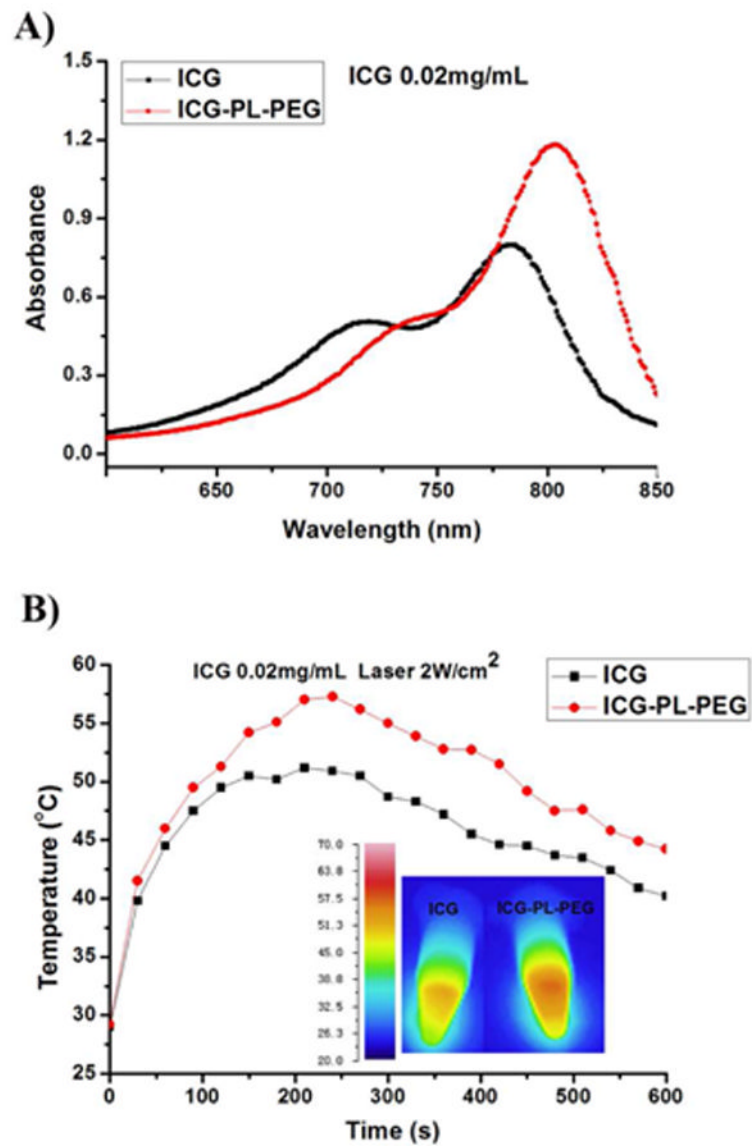 A)
ICG
ICG-PL-PEG
ICG 0.02mg/mL
1.5
1.2
0.9
0.6
0.3
0.0
Absorbance
650
700
750
800
850
Wavelength (nm)
B)
ICG 0.02mg/mL Laser 2W/cm²
ICG
ICG-PL-PEG
60
55
50
45
40
35
30
25
Temperature (°C)
70.0
63.8
57.5
51.3
45.0
38.8
32.5
26.3
20.0
ICG
ICG-PL-PEG
0
100
200
300
400
500
600
Time (s)